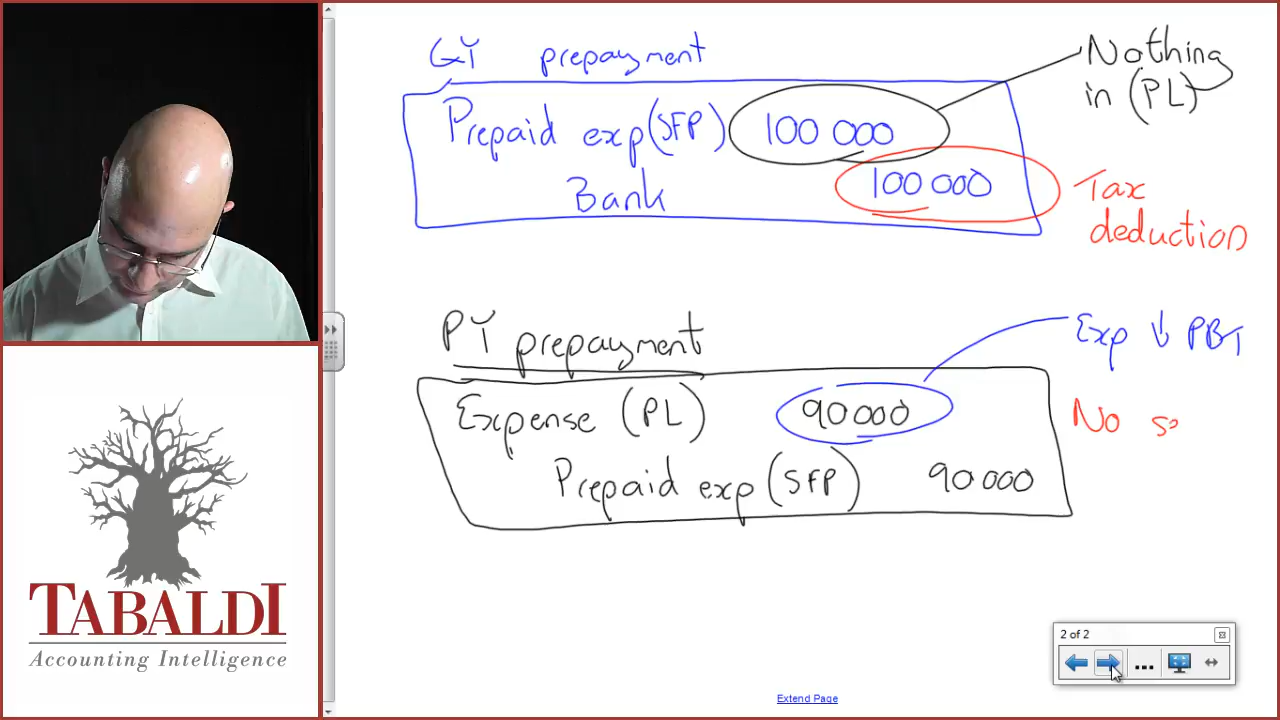 CY prepayment
Prepaid exp (SFP) 100 000
Bank 100 000
Nothing
in (PL)
Tax
deduction
PY prepayment
Expense (PL) 90 000
Prepaid exp (SFP) 90 000
Exp ↓ PBT
No
TABALDI
Accounting Intelligence
2 of 2
...
Extend Page